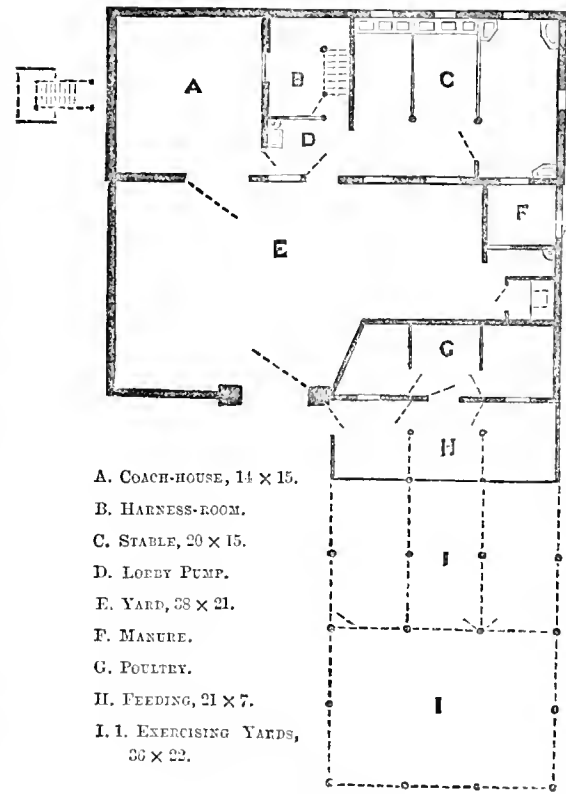 A
B
C
D
F
E
G
H
I
I
A. COACH-HOUSE, 14 × 15.
B. HARNESS-ROOM.
C. STABLE, 20 × 15.
D. LOBBY PUMP.
E. YARD, 38 × 21.
F. MANURE.
G. POULTRY.
H. FEEDING, 21 × 7.
I. 1. EXERCISING YARDS,
36 × 22.